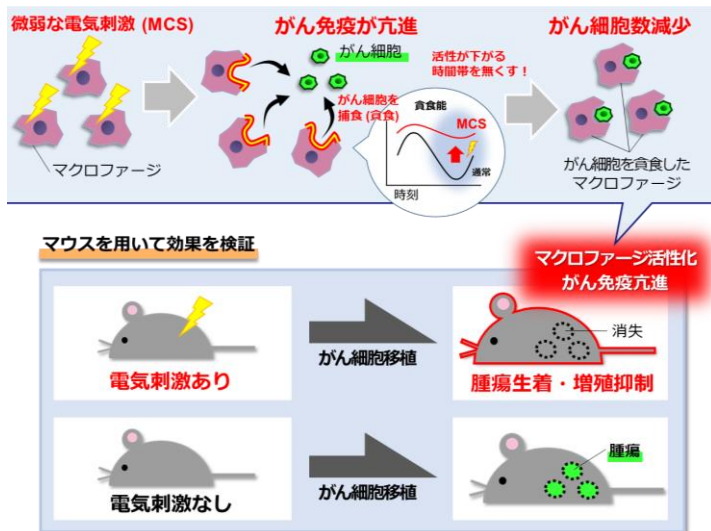 微弱な電気刺激 (MCS)
がん免疫が亢進
がん細胞数減少
がん細胞
活性が下がる
時間帯を無くす！
がん細胞を
捕食 (貪食)
貪食能
MCS
通常
時刻
マクロファージ
がん細胞を貪食した
マクロファージ
マウスを用いて効果を検証
マクロファージ活性化
がん免疫亢進
電気刺激あり
がん細胞移植
消失
腫瘍生着・増殖抑制
電気刺激なし
がん細胞移植
腫瘍